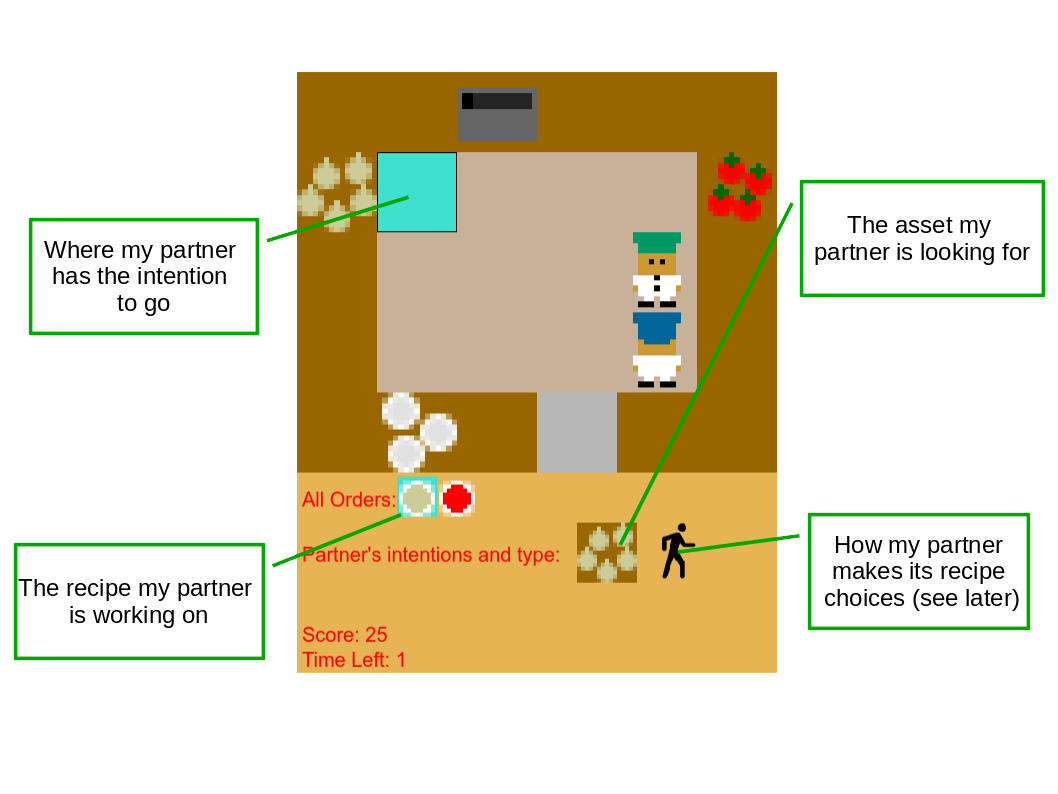 Where my partner
has the intention
to go
The asset my
partner is looking for
All Orders:
The recipe my partner
is working on
Partner's intentions and type:
How my partner
makes its recipe
choices (see later)
Score: 25
Time Left: 1